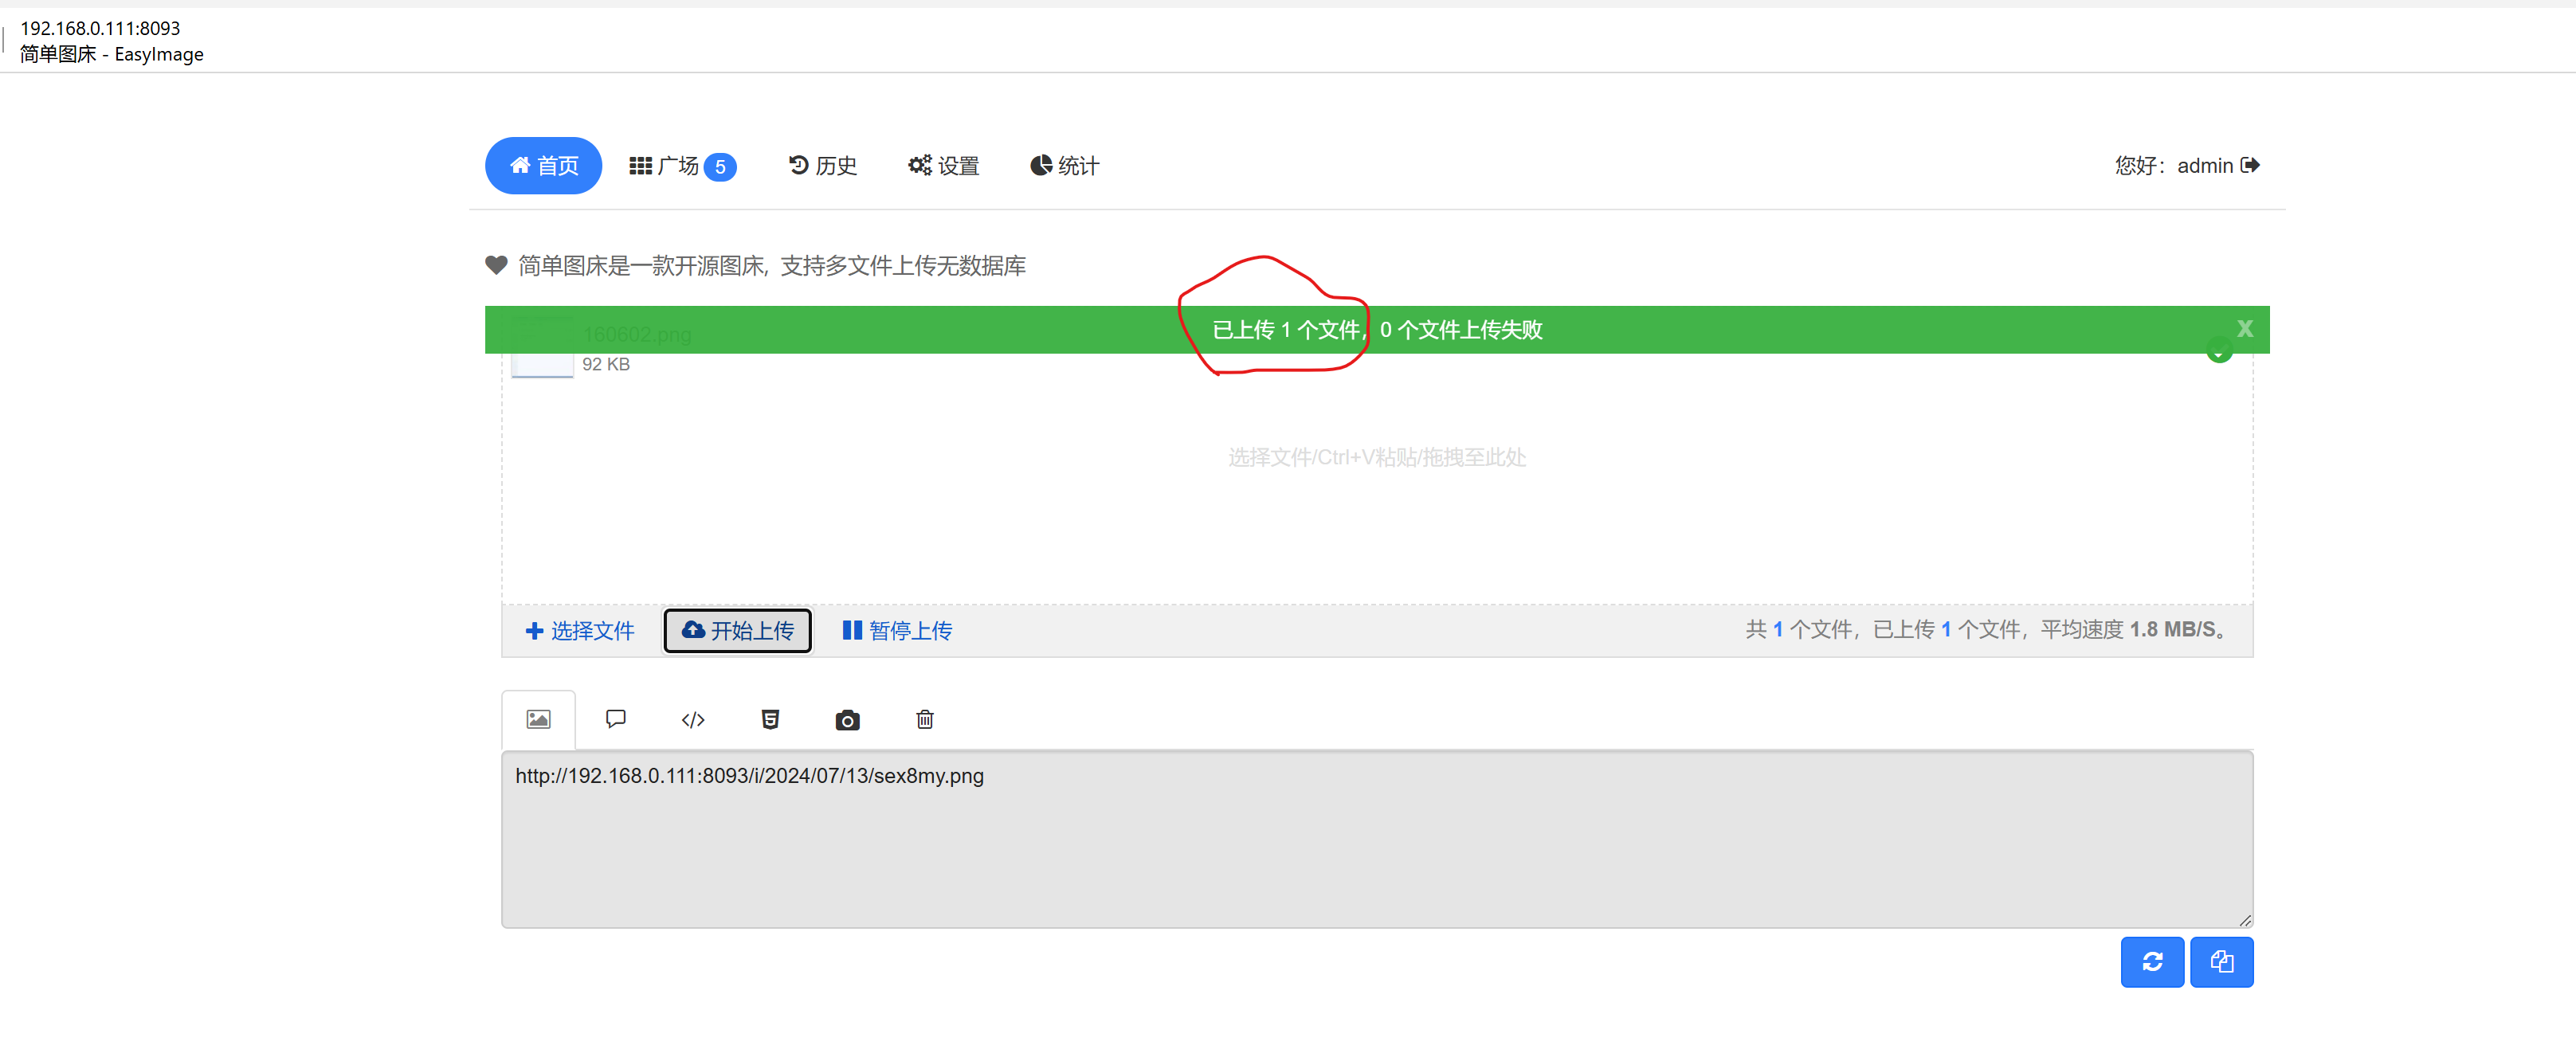 192.168.0.111:8093
简单图床 - EasyImage
首页 广场 5 历史 设置 统计 您好：admin
简单图床是一款开源图床, 支持多文件上传无数据库
已上传 1 个文件，0 个文件上传失败 X
160602.png
92 KB
选择文件/Ctrl+V粘贴/拖拽至此处
选择文件 开始上传 暂停上传 共 1 个文件，已上传 1 个文件，平均速度 1.8 MB/S。
http://192.168.0.111:8093/i/2024/07/13/sex8my.png